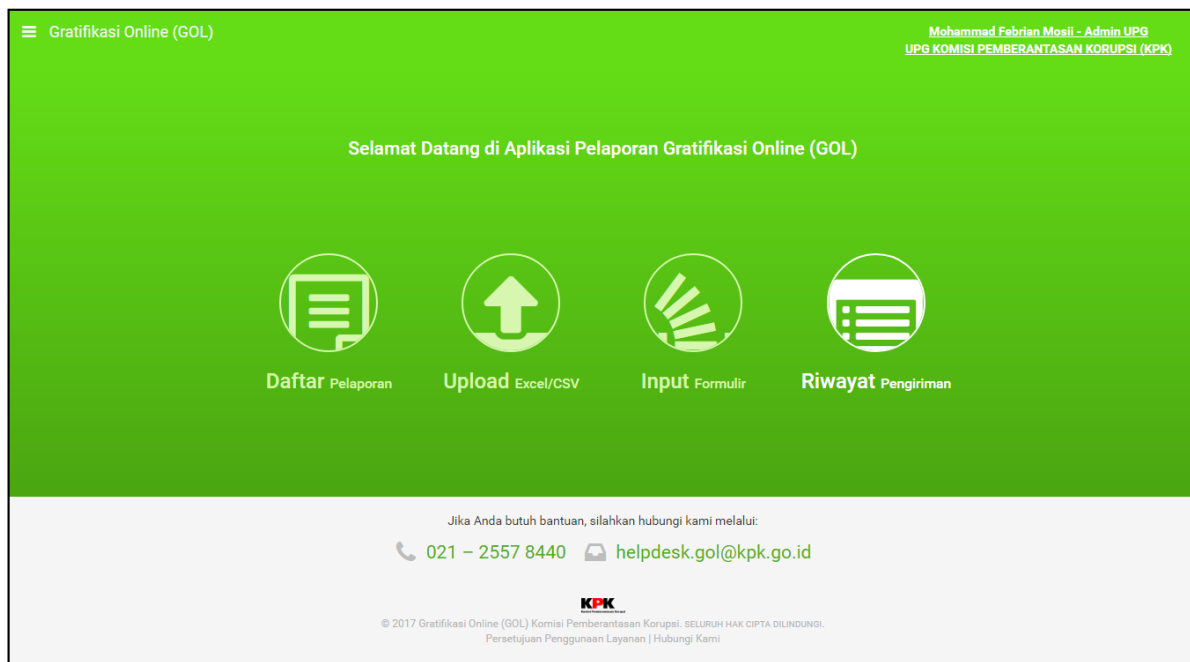 Gratifikasi Online (GOL)
Mohammad Febrian Mosii - Admin UPG
UPG KOMISI PEMBERANTASAN KORUPSI (KPK)
Selamat Datang di Aplikasi Pelaporan Gratifikasi Online (GOL)
Daftar Pelaporan
Upload Excel/CSV
Input Formulir
Riwayat Pengiriman
Jika Anda butuh bantuan, silahkan hubungi kami melalui:
021 – 2557 8440 helpdesk.gol@kpk.go.id
KPK
© 2017 Gratifikasi Online (GOL) Komisi Pemberantasan Korupsi. SELURUH HAK CIPTA DILINDUNGI.
Persetujuan Penggunaan Layanan | Hubungi Kami